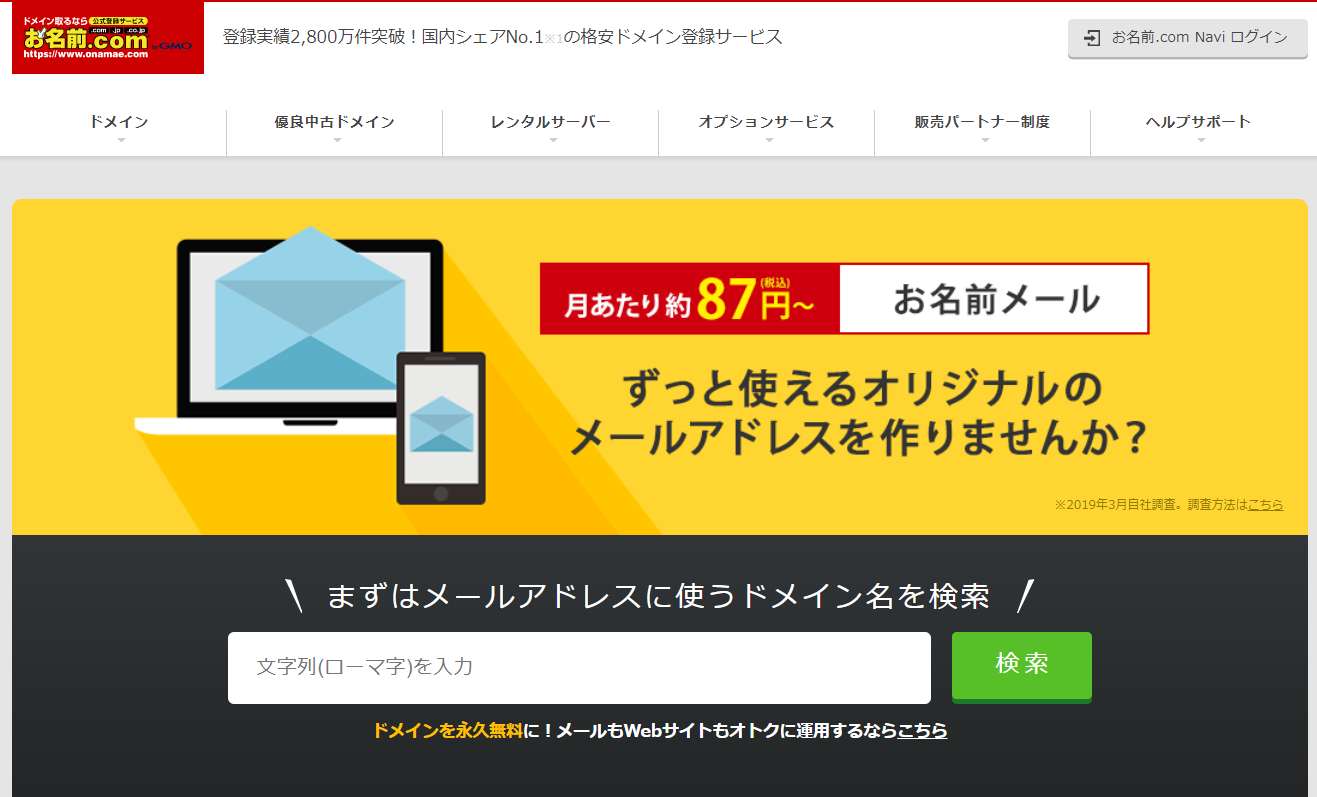 ドメイン取るなら 公式登録サービス
お名前.com .com .jp .co.jp by GMO
https://www.onamae.com
登録実績2,800万件突破！国内シェアNo.1※1の格安ドメイン登録サービス
お名前.com Navi ログイン
ドメイン
優良中古ドメイン
レンタルサーバー
オプションサービス
販売パートナー制度
ヘルプサポート
月あたり約87円(税込)～ お名前メール
ずっと使えるオリジナルの
メールアドレスを作りませんか？
※2019年3月自社調査。調査方法はこちら
まずはメールアドレスに使うドメイン名を検索
文字列(ローマ字)を入力
検索
ドメインを永久無料に！メールもWebサイトもオトクに運用するならこちら